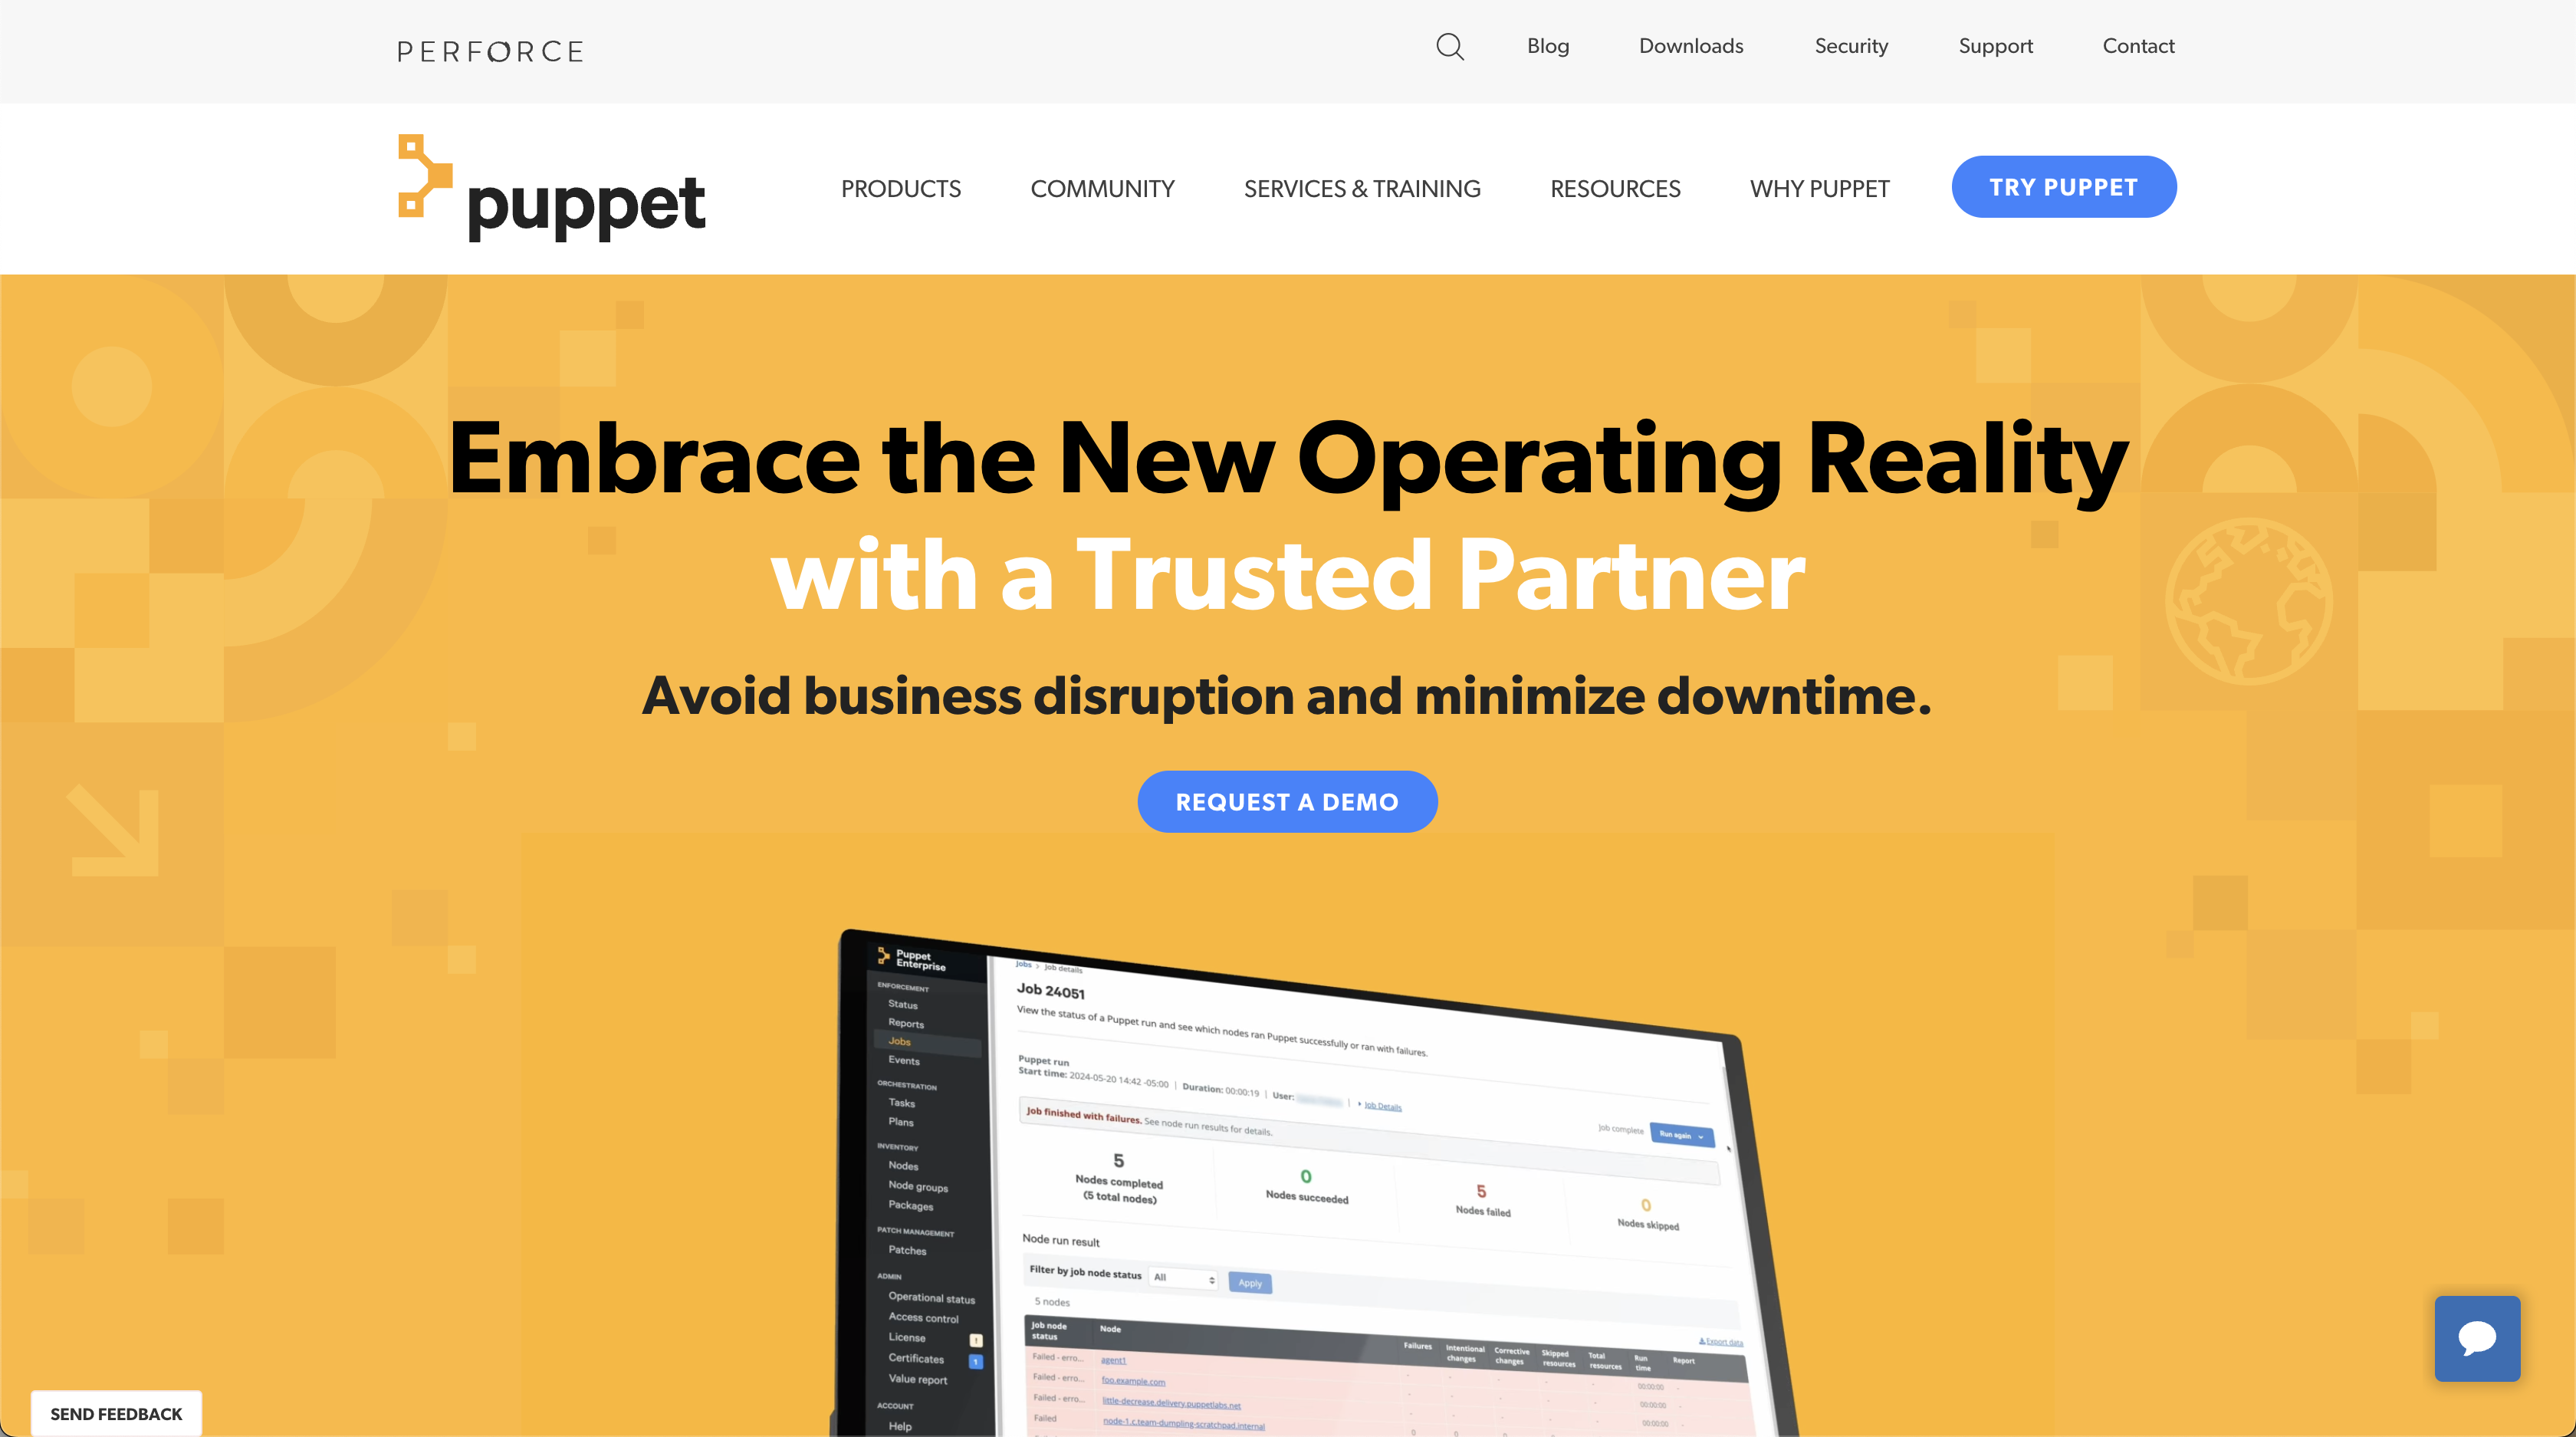 PERFORCE
Blog Downloads Security Support Contact
puppet
PRODUCTS COMMUNITY SERVICES & TRAINING RESOURCES WHY PUPPET TRY PUPPET
Embrace the New Operating Reality
with a Trusted Partner
Avoid business disruption and minimize downtime.
REQUEST A DEMO
Puppet
Enterprise
ENFORCEMENT
Status
Reports
Jobs
Events
ORCHESTRATION
Tasks
Plans
INVENTORY
Nodes
Node groups
Packages
PATCH MANAGEMENT
Patches
ADMIN
Operational status
Access control
License !
Certificates 1
Value report
ACCOUNT
Help
Jobs > Job details
Job 24051
View the status of a Puppet run and see which nodes ran Puppet successfully or ran with failures.
Puppet run
Start time: 2024-05-20 14:42 -05:00 | Duration: 00:00:19 | User: | Job Details
Job finished with failures. See node run results for details.
Job complete Run again
5 0 5 0
Nodes completed Nodes succeeded Nodes failed Nodes skipped
(5 total nodes)
Node run result
Filter by job node status All Apply
5 nodes
Export data
Job node status Node Failures Intentional changes Corrective changes Skipped resources Total resources Run time Report
Failed - erro... agent1 - - - - - 00:00:00 -
Failed - erro... foo.example.com - - - - - 00:00:00 -
Failed - erro... little-decrease.delivery.puppetlabs.net - - - - - 00:00:00 -
Failed node-1.c.team-dumpling-scratchpad.internal 0 0 0
SEND FEEDBACK